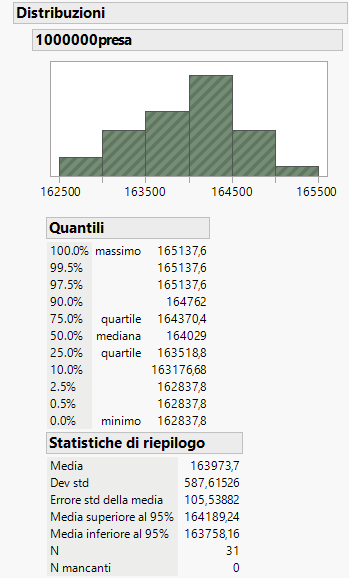 Distribuzioni
1000000presa
162500 163500 164500 165500
Quantili
100.0% massimo 165137,6
99.5% 165137,6
97.5% 165137,6
90.0% 164762
75.0% quartile 164370,4
50.0% mediana 164029
25.0% quartile 163518,8
10.0% 163176,68
2.5% 162837,8
0.5% 162837,8
0.0% minimo 162837,8
Statistiche di riepilogo
Media 163973,7
Dev std 587,61526
Errore std della media 105,53882
Media superiore al 95% 164189,24
Media inferiore al 95% 163758,16
N 31
N mancanti 0